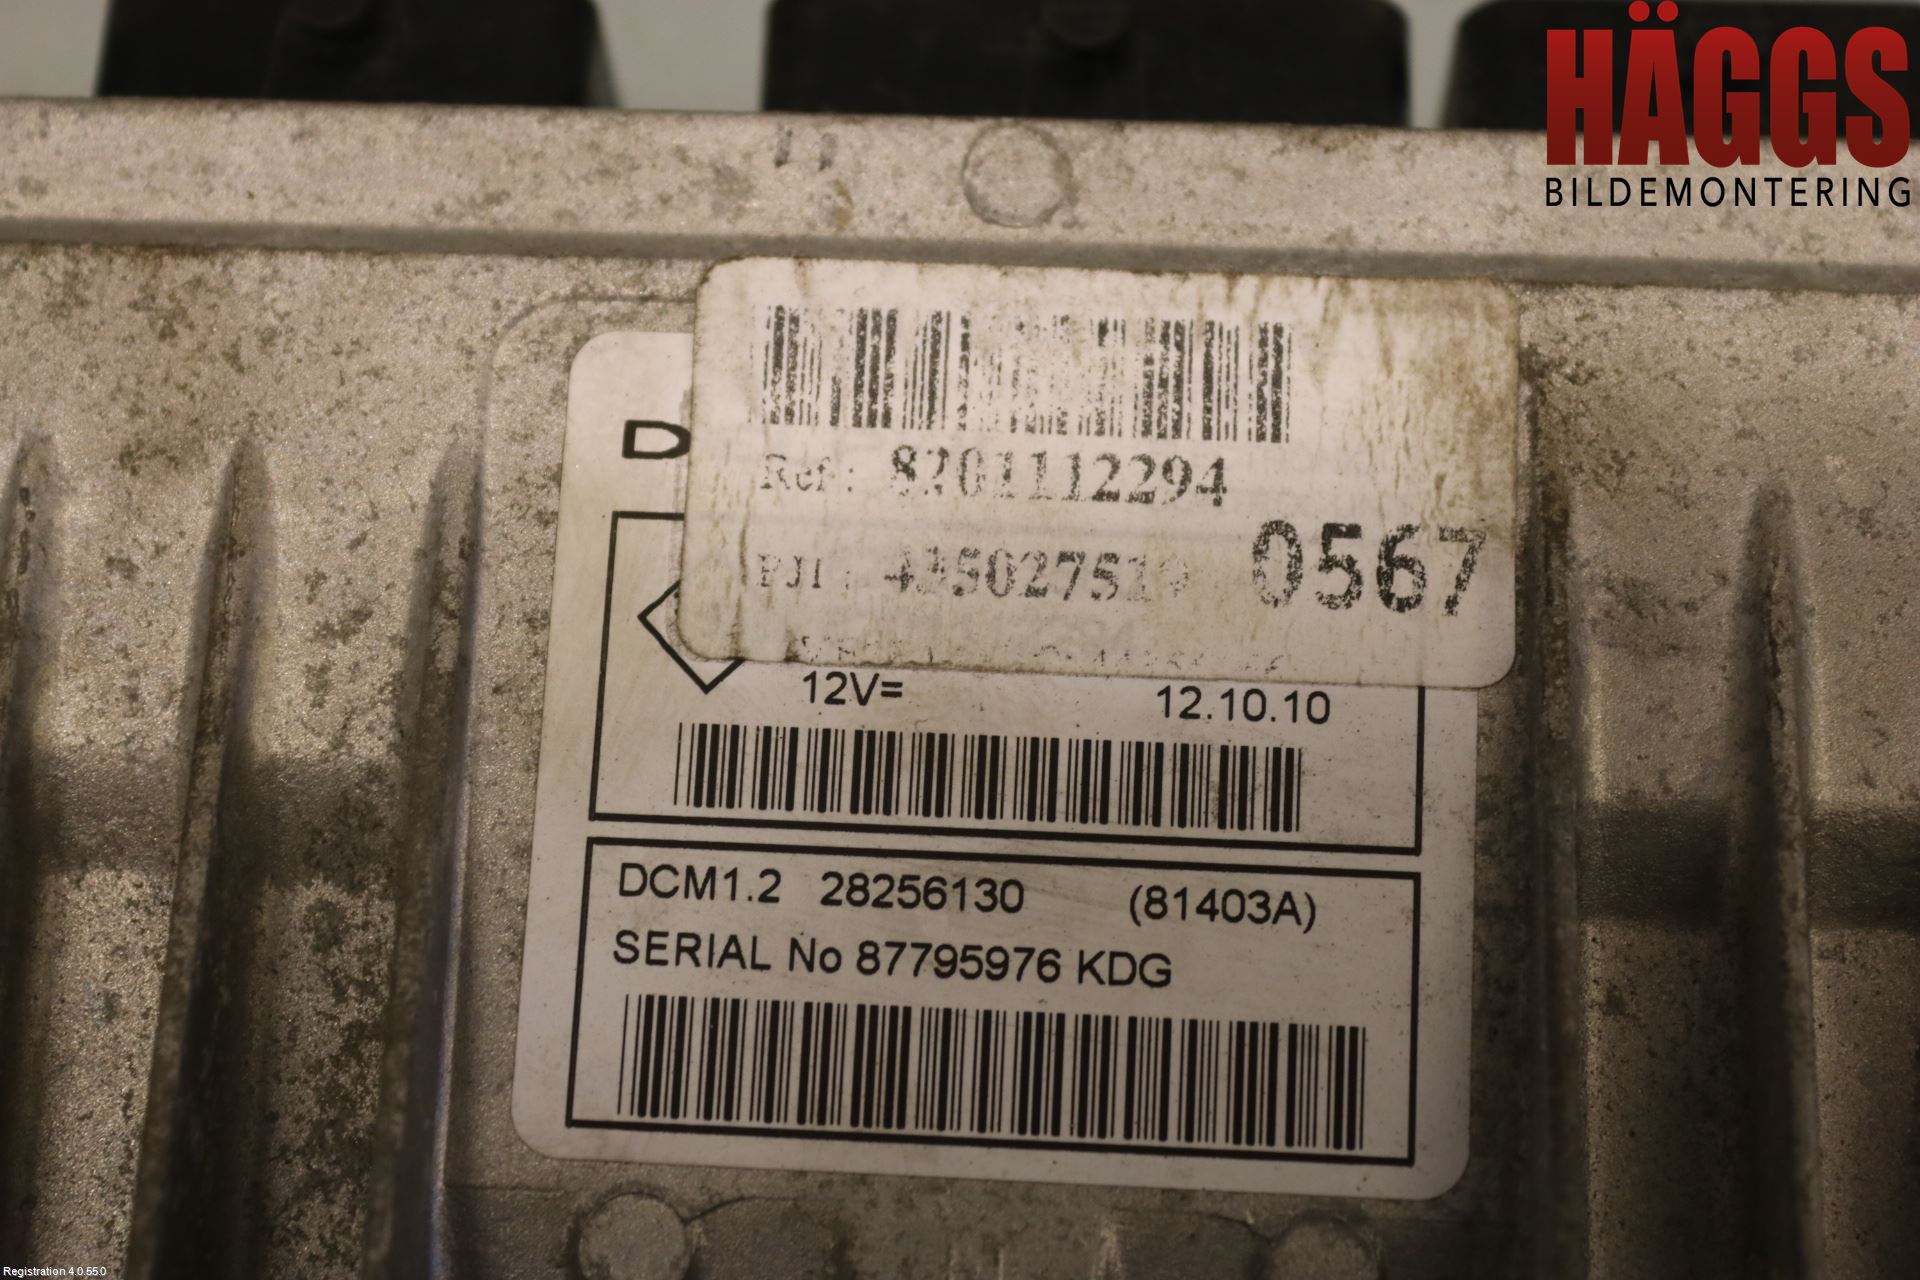 HÄGGS
BILDEMONTERING
D
Ref: 8201112294
PJI: 0567
12V= 12.10.10
DCM1.2 28256130 (81403A)
SERIAL No 87795976 KDG
Registration 4.0.55.0